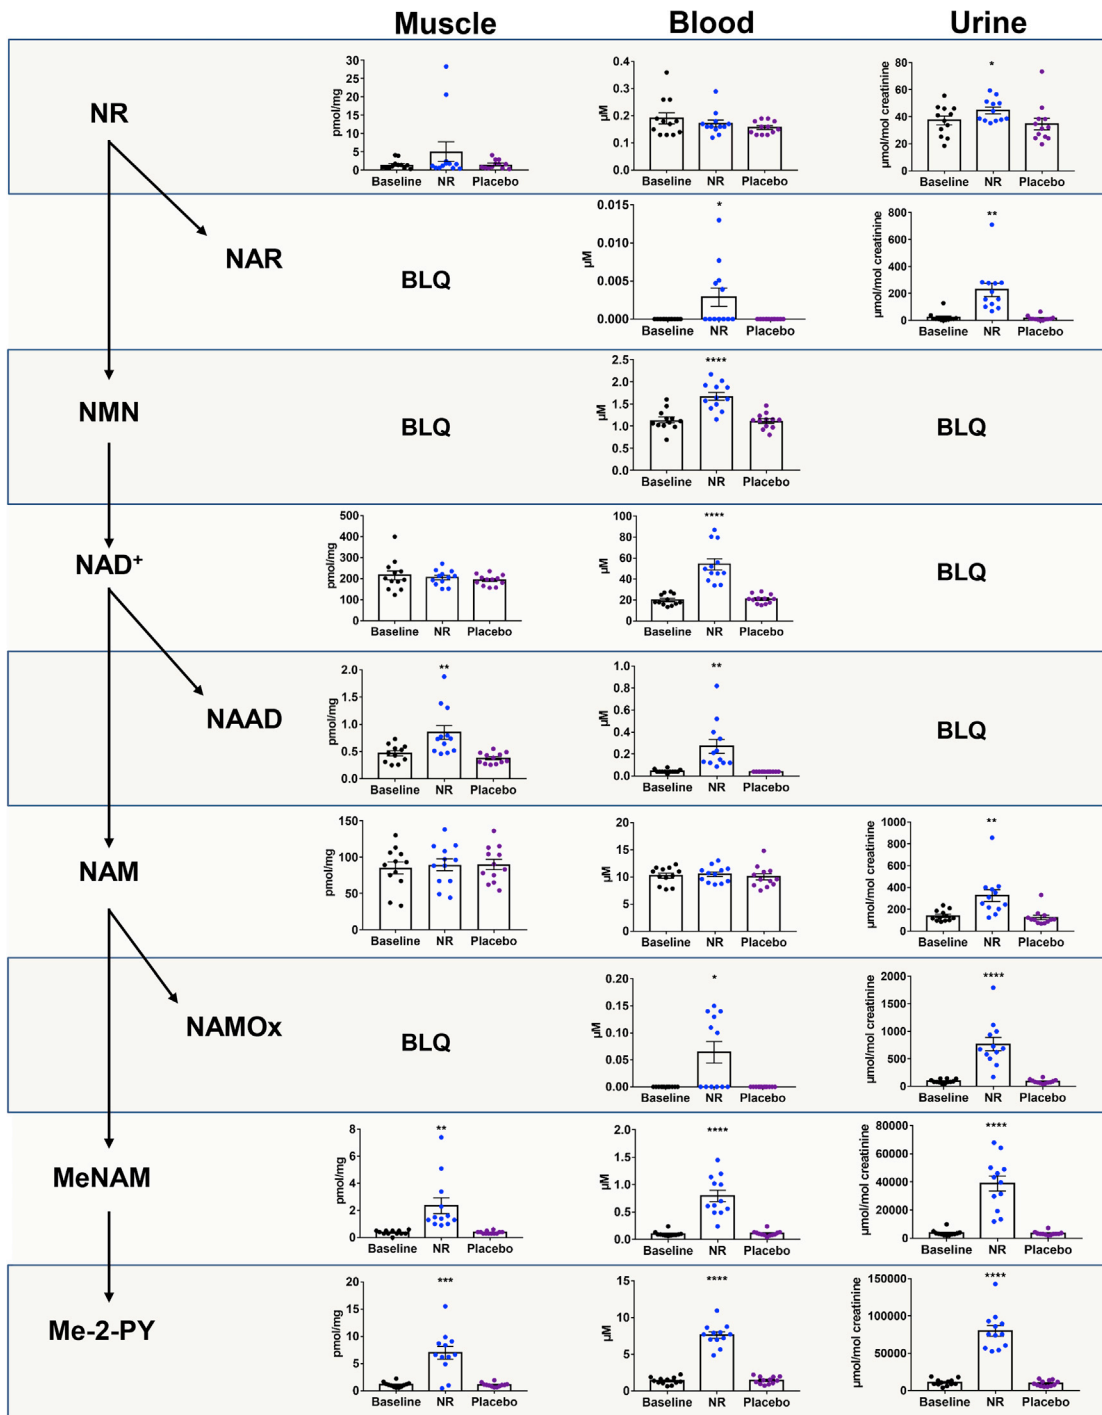 Muscle Blood Urine
NR
pmol/mg
30
25
20
15
10
5
0
Baseline NR Placebo
µM
0.4
0.3
0.2
0.1
0.0
Baseline NR Placebo
µmol/mol creatinine
80
60
40
20
0
*
Baseline NR Placebo
NAR
BLQ
µM
0.015
0.010
0.005
0.000
*
Baseline NR Placebo
µmol/mol creatinine
800
600
400
200
0
**
Baseline NR Placebo
NMN
BLQ
µM
2.5
2.0
1.5
1.0
0.5
0.0
****
Baseline NR Placebo
BLQ
NAD⁺
pmol/mg
500
400
300
200
100
0
Baseline NR Placebo
µM
100
80
60
40
20
0
****
Baseline NR Placebo
BLQ
NAAD
pmol/mg
2.0
1.5
1.0
0.5
0.0
**
Baseline NR Placebo
µM
1.0
0.8
0.6
0.4
0.2
0.0
**
Baseline NR Placebo
BLQ
NAM
pmol/mg
150
100
50
0
Baseline NR Placebo
µM
20
15
10
5
0
Baseline NR Placebo
µmol/mol creatinine
1000
800
600
400
200
0
**
Baseline NR Placebo
NAMOx
BLQ
µM
0.20
0.15
0.10
0.05
0.00
*
Baseline NR Placebo
µmol/mol creatinine
2000
1500
1000
500
0
****
Baseline NR Placebo
MeNAM
pmol/mg
8
6
4
2
0
**
Baseline NR Placebo
µM
2.0
1.5
1.0
0.5
0.0
****
Baseline NR Placebo
µmol/mol creatinine
80000
60000
40000
20000
0
****
Baseline NR Placebo
Me-2-PY
pmol/mg
20
15
10
5
0
***
Baseline NR Placebo
µM
15
10
5
0
****
Baseline NR Placebo
µmol/mol creatinine
150000
100000
50000
0
****
Baseline NR Placebo